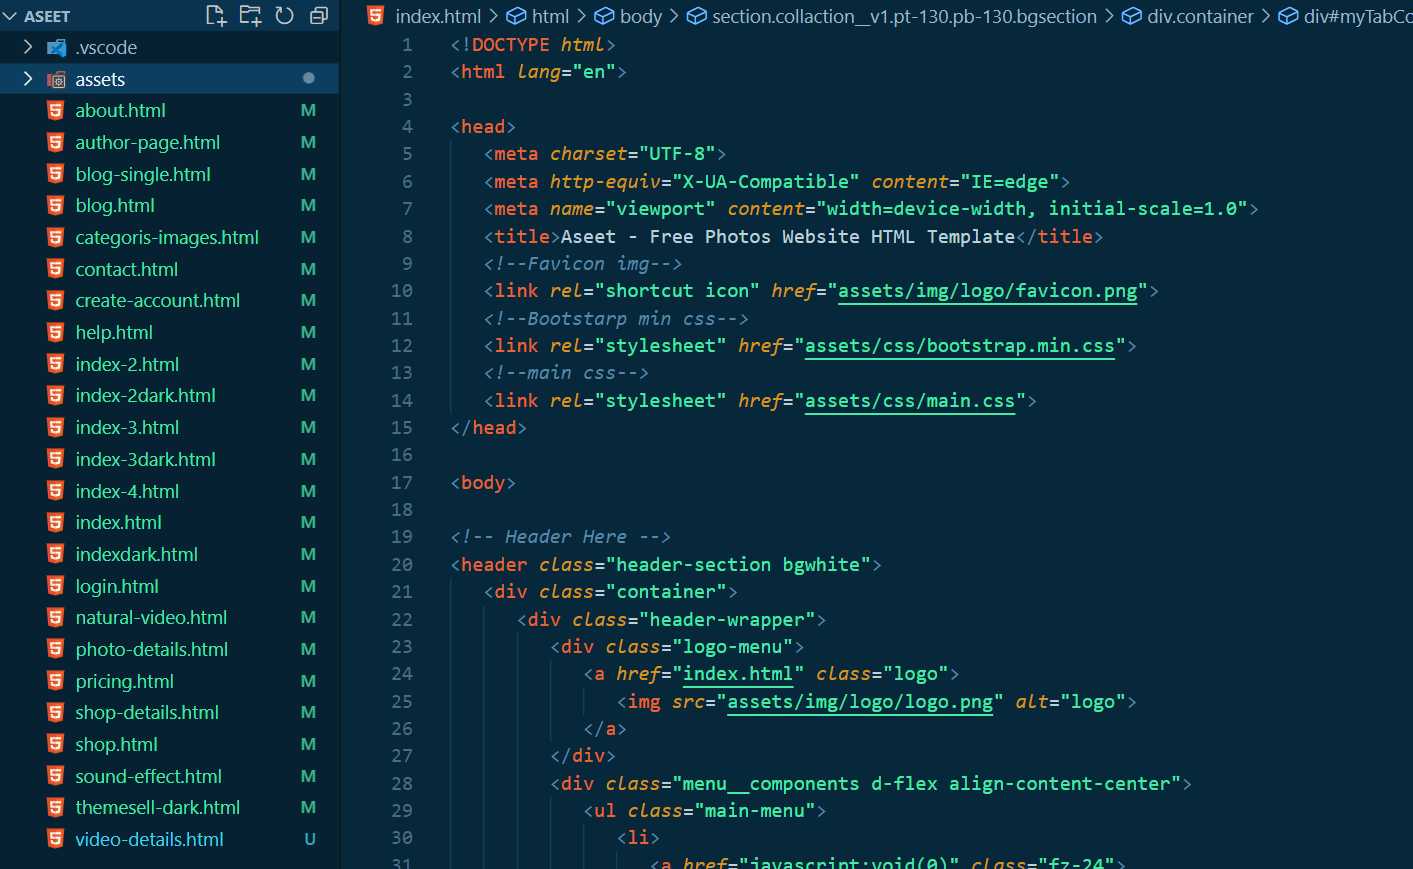 ASEET
.vscode
assets
about.html M
author-page.html M
blog-single.html M
blog.html M
categoris-images.html M
contact.html M
create-account.html M
help.html M
index-2.html M
index-2dark.html M
index-3.html M
index-3dark.html M
index-4.html M
index.html M
indexdark.html M
login.html M
natural-video.html M
photo-details.html M
pricing.html M
shop-details.html M
shop.html M
sound-effect.html M
themesell-dark.html M
video-details.html U
index.html > html > body > section.collaction__v1.pt-130.pb-130.bgsection > div.container > div#myTabCo
1 <!DOCTYPE html>
2 <html lang="en">
3
4 <head>
5 <meta charset="UTF-8">
6 <meta http-equiv="X-UA-Compatible" content="IE=edge">
7 <meta name="viewport" content="width=device-width, initial-scale=1.0">
8 <title>Aseet - Free Photos Website HTML Template</title>
9 <!--Favicon img-->
10 <link rel="shortcut icon" href="assets/img/logo/favicon.png">
11 <!--Bootstarp min css-->
12 <link rel="stylesheet" href="assets/css/bootstrap.min.css">
13 <!--main css-->
14 <link rel="stylesheet" href="assets/css/main.css">
15 </head>
16
17 <body>
18
19 <!-- Header Here -->
20 <header class="header-section bgwhite">
21 <div class="container">
22 <div class="header-wrapper">
23 <div class="logo-menu">
24 <a href="index.html" class="logo">
25 <img src="assets/img/logo/logo.png" alt="logo">
26 </a>
27 </div>
28 <div class="menu__components d-flex align-content-center">
29 <ul class="main-menu">
30 <li>
31 <a href="javascript:void(0)" class="fz-24">